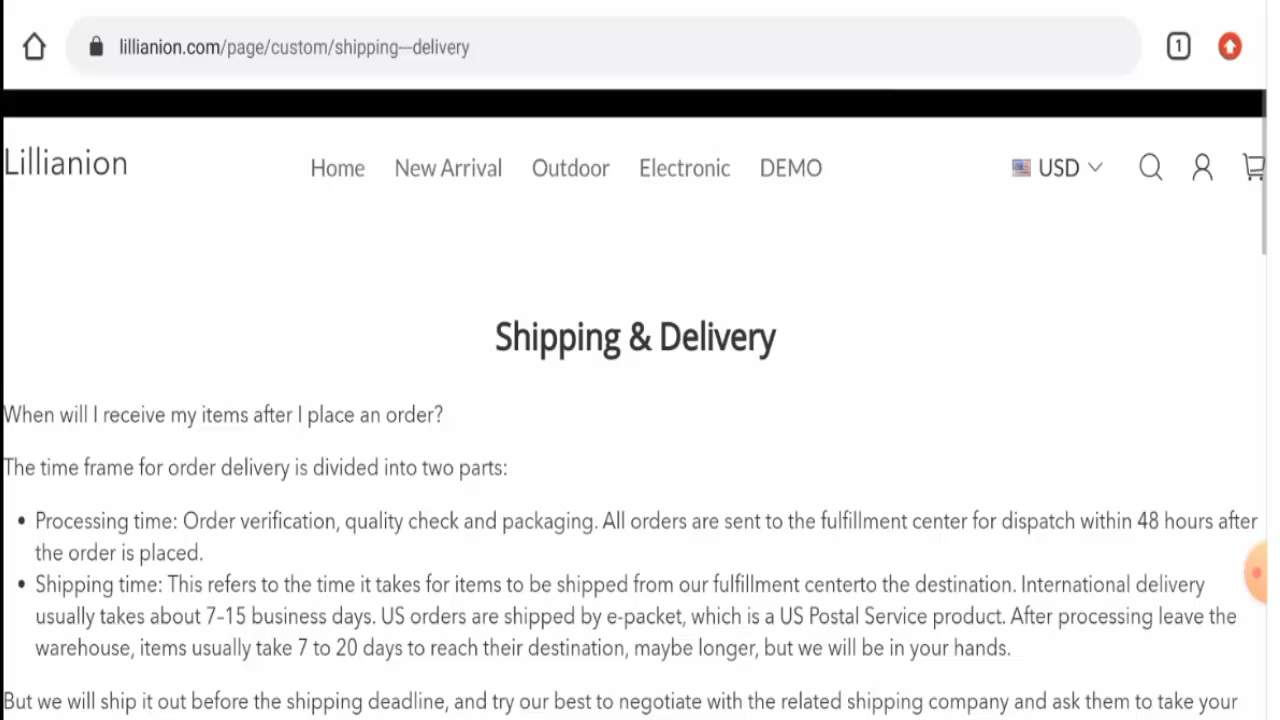 lillianion.com/page/custom/shipping—delivery
1
Lillianion
Home New Arrival Outdoor Electronic DEMO
USD
Shipping & Delivery
When will I receive my items after I place an order?
The time frame for order delivery is divided into two parts:
• Processing time: Order verification, quality check and packaging. All orders are sent to the fulfillment center for dispatch within 48 hours after
the order is placed.
• Shipping time: This refers to the time it takes for items to be shipped from our fulfillment centerto the destination. International delivery
usually takes about 7-15 business days. US orders are shipped by e-packet, which is a US Postal Service product. After processing leave the
warehouse, items usually take 7 to 20 days to reach their destination, maybe longer, but we will be in your hands.
But we will ship it out before the shipping deadline, and try our best to negotiate with the related shipping company and ask them to take your